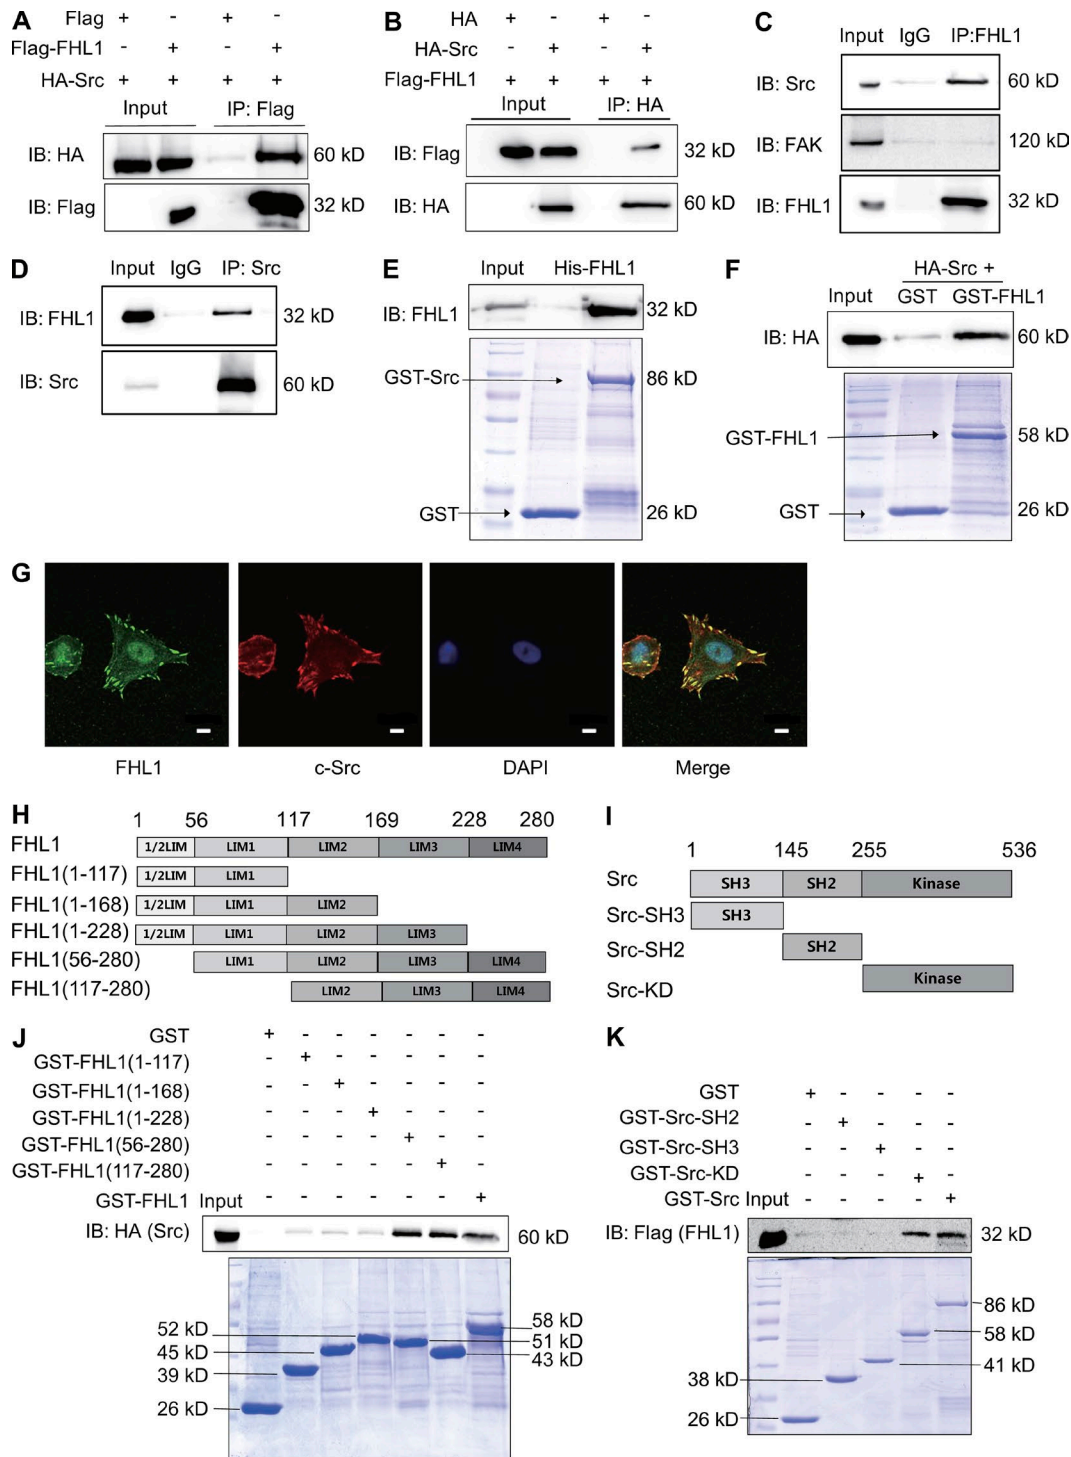 A
Flag + - + -
Flag-FHL1 - + - +
HA-Src + + + +
Input IP: Flag
IB: HA 60 kD
IB: Flag 32 kD
B
HA + - + -
HA-Src - + - +
Flag-FHL1 + + + +
Input IP: HA
IB: Flag 32 kD
IB: HA 60 kD
C
Input IgG IP:FHL1
IB: Src 60 kD
IB: FAK 120 kD
IB: FHL1 32 kD
D
Input IgG IP: Src
IB: FHL1 32 kD
IB: Src 60 kD
E
Input His-FHL1
IB: FHL1 32 kD
GST-Src 86 kD
GST 26 kD
F
HA-Src +
Input GST GST-FHL1
IB: HA 60 kD
GST-FHL1 58 kD
GST 26 kD
G
FHL1 c-Src DAPI Merge
H
1 56 117 169 228 280
FHL1 1/2LIM LIM1 LIM2 LIM3 LIM4
FHL1(1-117) 1/2LIM LIM1
FHL1(1-168) 1/2LIM LIM1 LIM2
FHL1(1-228) 1/2LIM LIM1 LIM2 LIM3
FHL1(56-280) LIM1 LIM2 LIM3 LIM4
FHL1(117-280) LIM2 LIM3 LIM4
I
1 145 255 536
Src SH3 SH2 Kinase
Src-SH3 SH3
Src-SH2 SH2
Src-KD Kinase
J
GST + - - - - - -
GST-FHL1(1-117) - + - - - - -
GST-FHL1(1-168) - - + - - - -
GST-FHL1(1-228) - - - + - - -
GST-FHL1(56-280) - - - - + - -
GST-FHL1(117-280) - - - - - + -
GST-FHL1 Input - - - - - - +
IB: HA (Src) 60 kD
52 kD 58 kD
45 kD 51 kD
39 kD 43 kD
26 kD
K
GST + - - - -
GST-Src-SH2 - + - - -
GST-Src-SH3 - - + - -
GST-Src-KD - - - + -
GST-Src Input - - - - +
IB: Flag (FHL1) 32 kD
86 kD
58 kD
38 kD 41 kD
26 kD